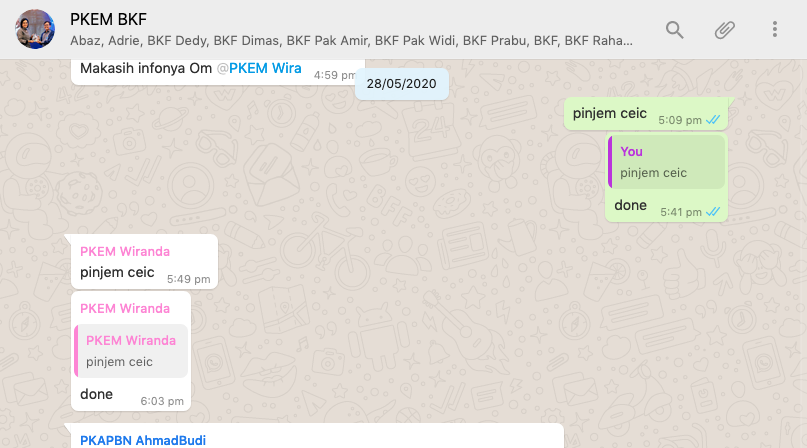 PKEM BKF
Abaz, Adrie, BKF Dedy, BKF Dimas, BKF Pak Amir, BKF Pak Widi, BKF Prabu, BKF, BKF Raha...
Makasih infonya Om @PKEM Wira 4:59 pm
28/05/2020
pinjem ceic 5:09 pm
You
pinjem ceic
done 5:41 pm
PKEM Wiranda
pinjem ceic 5:49 pm
PKEM Wiranda
PKEM Wiranda
pinjem ceic
done 6:03 pm
PKAPBN AhmadBudi